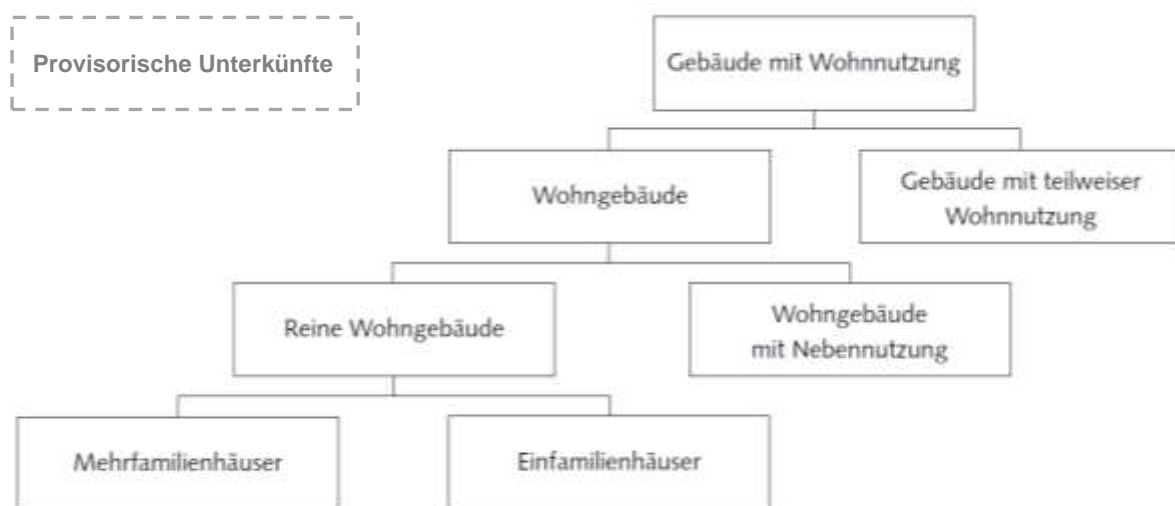 Provisorische Unterkünfte
Gebäude mit Wohnnutzung
Wohngebäude
Gebäude mit teilweiser
Wohnnutzung
Reine Wohngebäude
Wohngebäude
mit Nebennutzung
Mehrfamilienhäuser
Einfamilienhäuser